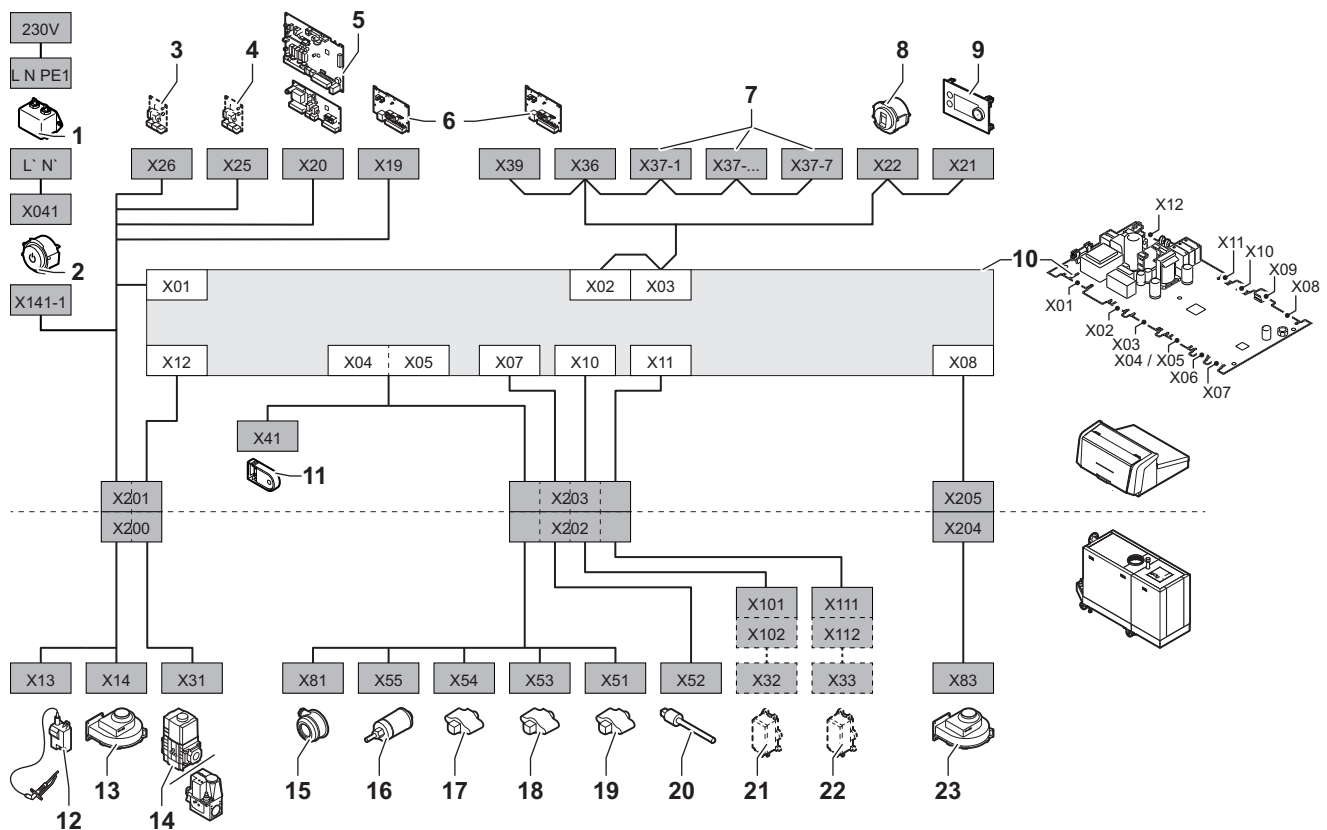 230V
L N PE1
1
L` N`
X041
2
X141-1
3
4
5
6
7
8
9
X26
X25
X20
X19
X39
X36
X37-1
X37-...
X37-7
X22
X21
10
X12
X11
X10
X09
X08
X01
X02
X03
X04 / X05
X06
X07
X01
X02
X03
X12
X04
X05
X07
X10
X11
X08
X41
11
X201
X200
X203
X202
X205
X204
X101
X102
X111
X112
X13
X14
X31
X81
X55
X54
X53
X51
X52
X32
X33
X83
12
13
14
15
16
17
18
19
20
21
22
23